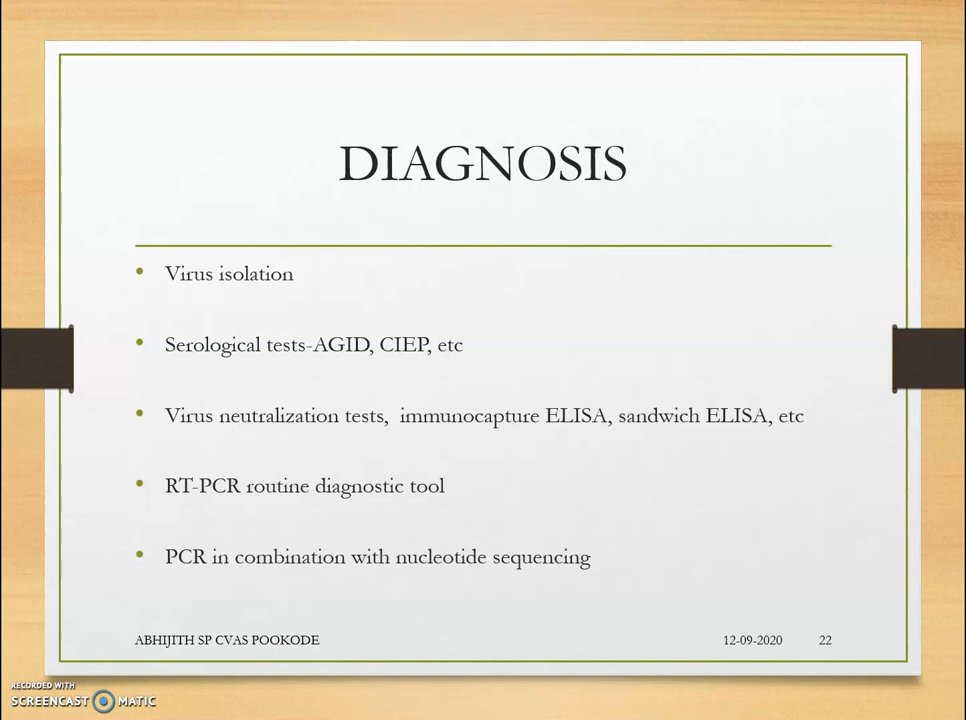 DIAGNOSIS
• Virus isolation
• Serological tests-AGID, CIEP, etc
• Virus neutralization tests,  immunocapture ELISA, sandwich ELISA, etc
• RT-PCR routine diagnostic tool
• PCR in combination with nucleotide sequencing
ABHIJITH SP CVAS POOKODE 12-09-2020 22
RECORDED WITH
SCREENCAST MATIC